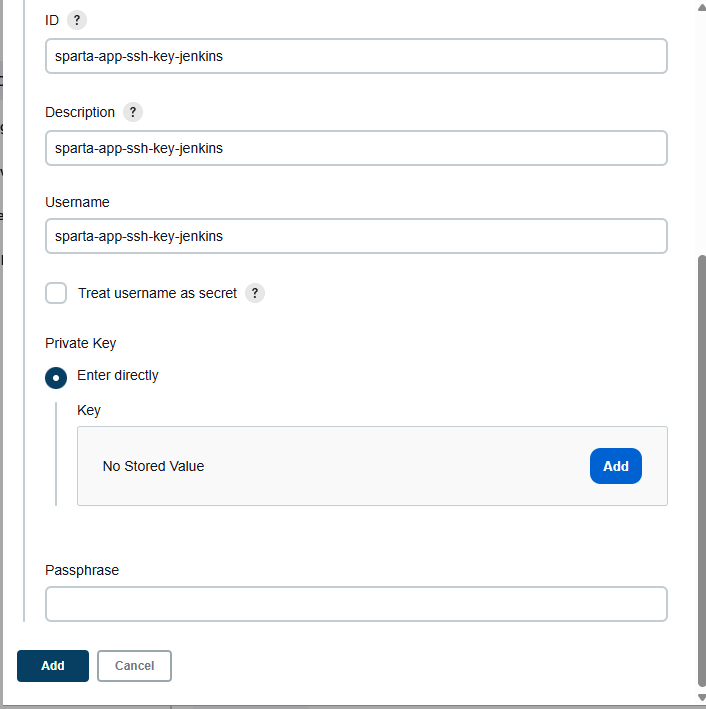 ID ?
sparta-app-ssh-key-jenkins
Description ?
sparta-app-ssh-key-jenkins
Username
sparta-app-ssh-key-jenkins
Treat username as secret ?
Private Key
Enter directly
Key
No Stored Value Add
Passphrase
Add Cancel